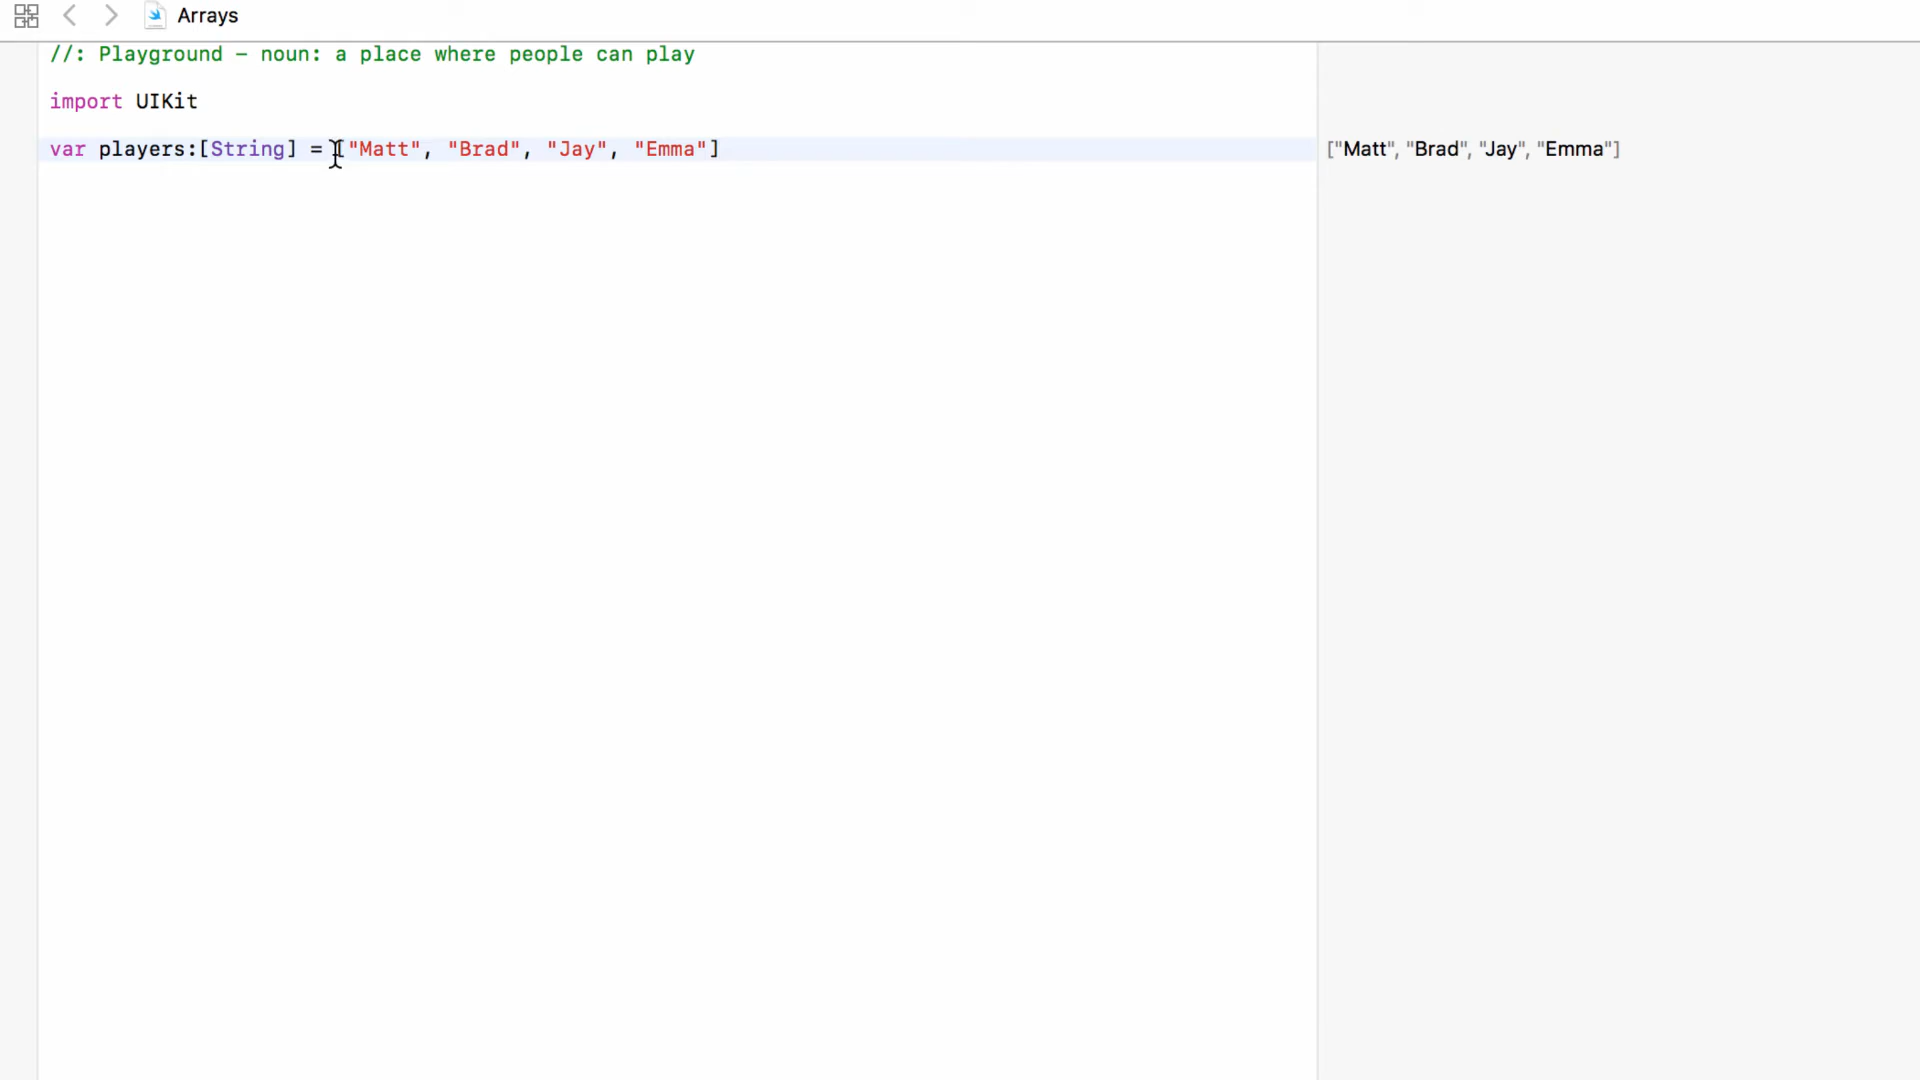 Arrays
//: Playground – noun: a place where people can play
import UIKit
var players:[String] = ["Matt", "Brad", "Jay", "Emma"]
["Matt", "Brad", "Jay", "Emma"]